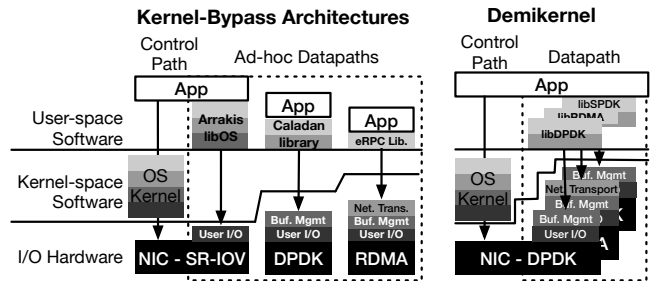 Kernel-Bypass Architectures
Demikernel
Control
Path
Ad-hoc Datapaths
Control
Path
Datapath
App
App
App
App
User-space
Software
Arrakis
libOS
Caladan
library
eRPC Lib.
libSPDK
libRDMA
libDPDK
Kernel-space
Software
OS
Kernel
OS
Kernel
Net. Trans.
Buf. Mgmt
Buf. Mgmt
User I/O
User I/O
User I/O
Buf. Mgmt
Net. Transport
Buf. Mgmt
User I/O
I/O Hardware
NIC - SR-IOV
DPDK
RDMA
NIC - DPDK